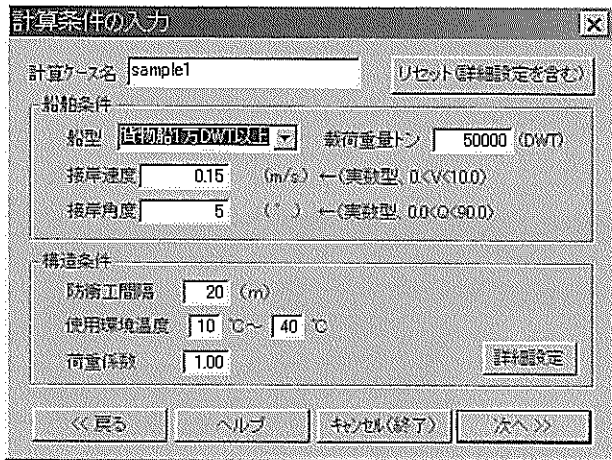 計算条件の入力
計算ケース名 sample1 リセット(詳細設定を含む)
船舶条件
船型 貨物船1万DWT以上 載荷重量トン 50000 (DWT)
接岸速度 0.15 (m/s) ←(実数型、0.<V<10.0)
接岸角度 5 (°) ←(実数型、0.0<Q<90.0)
構造条件
防衝工間隔 20 (m)
使用環境温度 10 ℃～ 40 ℃
荷重係数 1.00 詳細設定
<< 戻る ヘルプ キャンセル(終了) 次へ >>